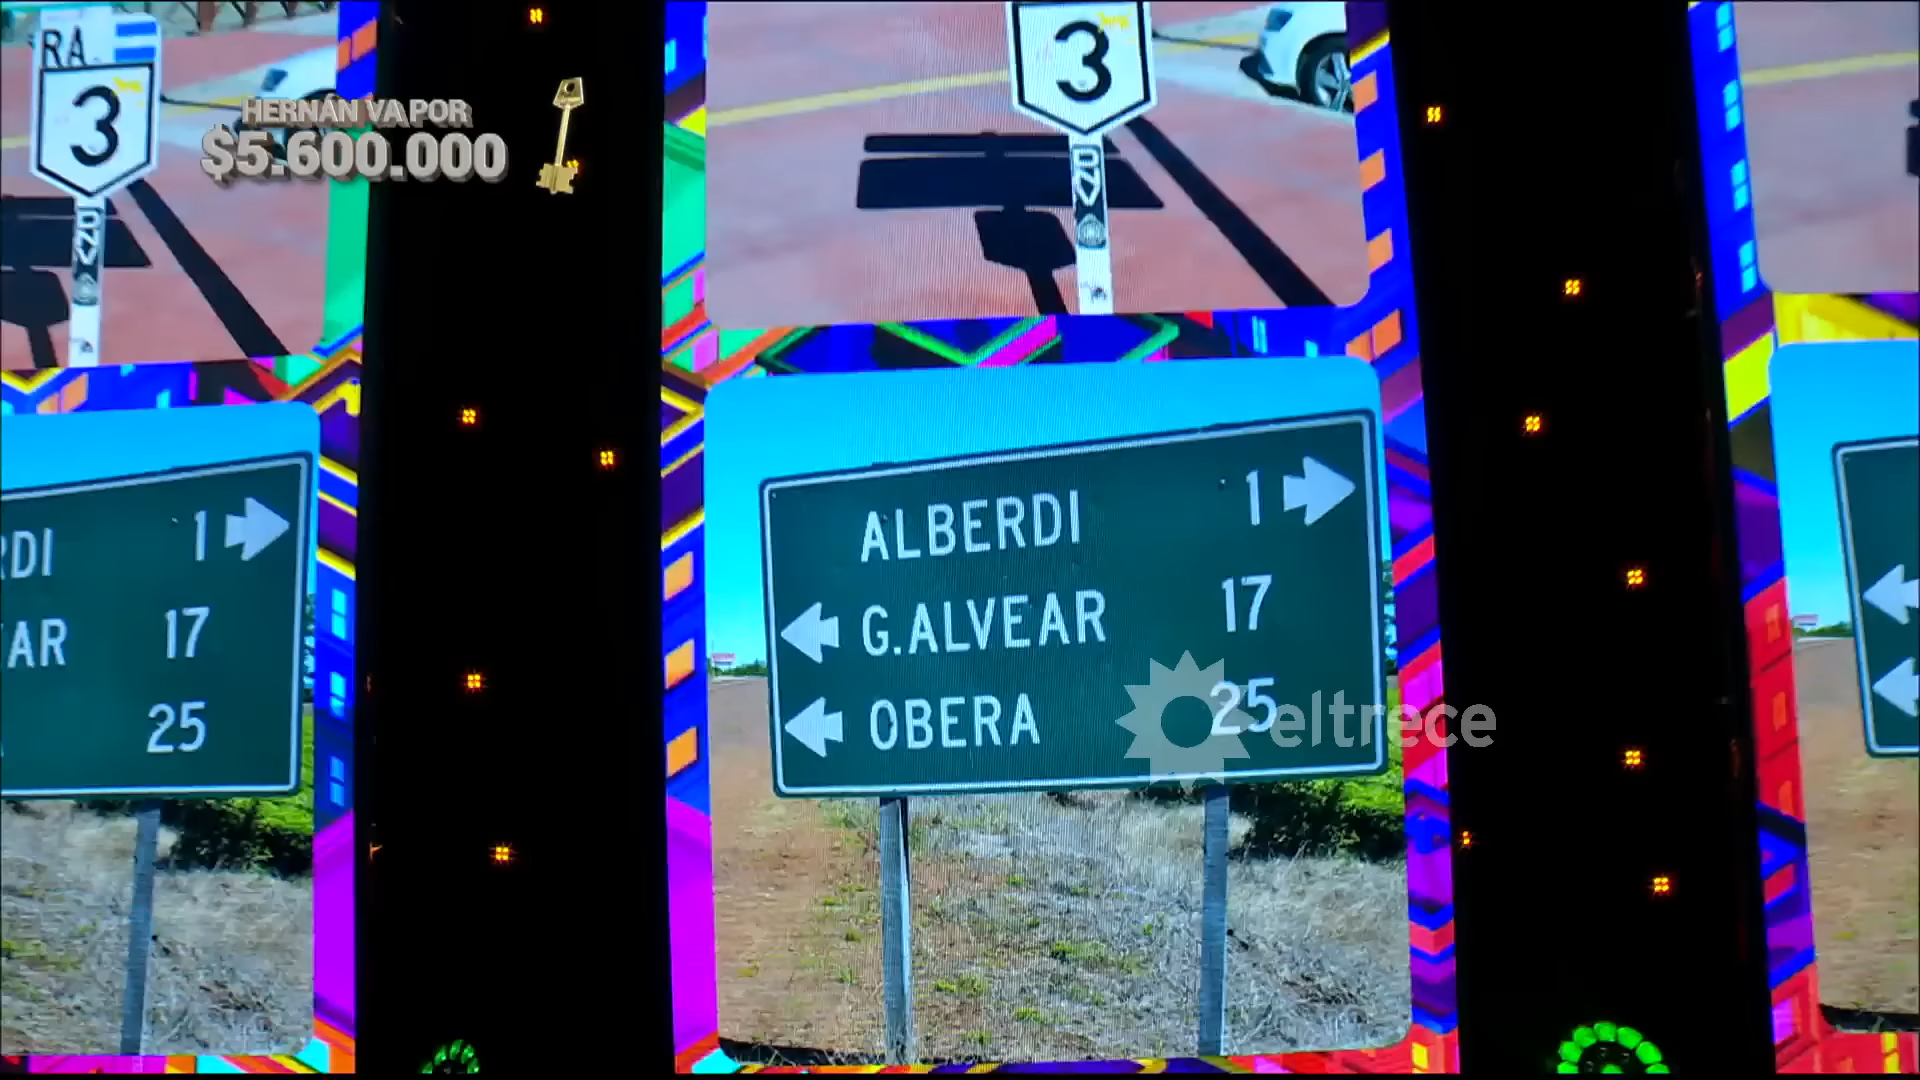 RA
3
DNV
HERNÁN VA POR
$5.600.000
3
DNV
RDI 1
AR 17
25
ALBERDI 1
G.ALVEAR 17
OBERA 25
eltrece